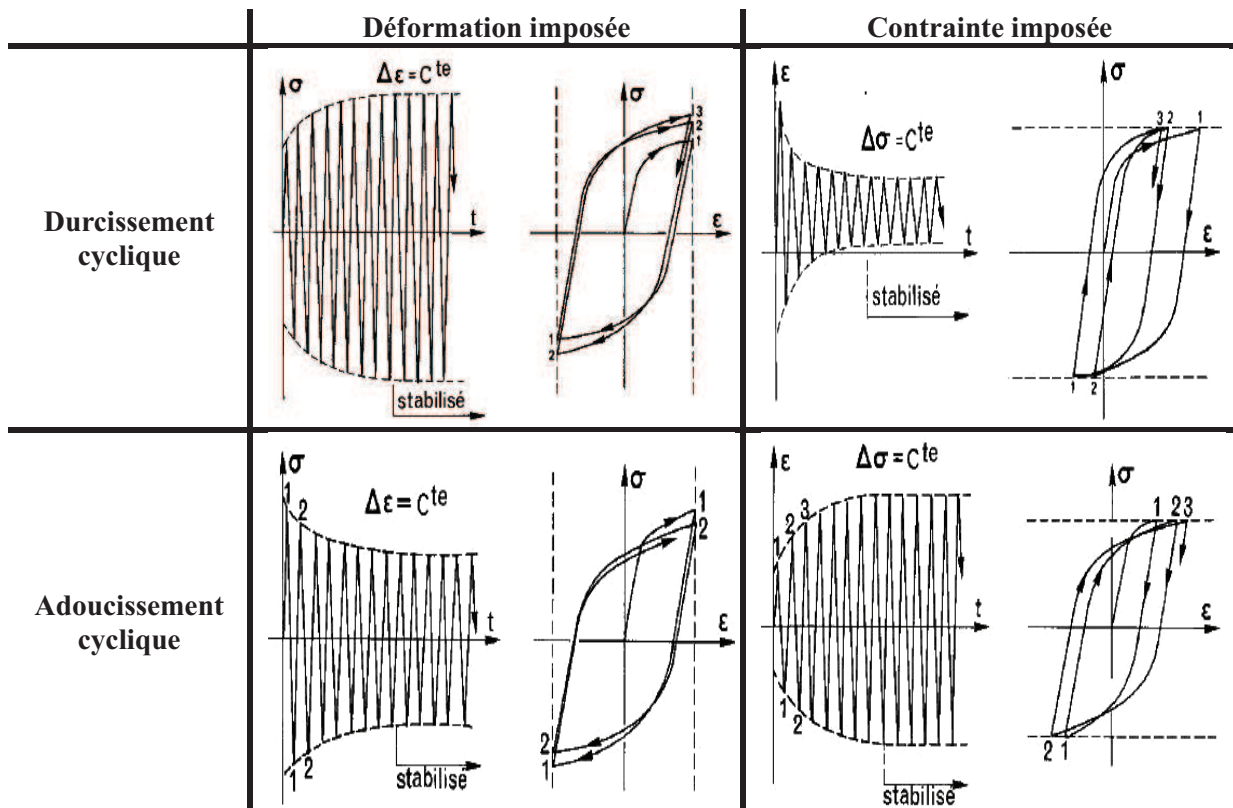 Déformation imposée
Contrainte imposée
Durcissement
cyclique
σ
Δε = Cte
t
stabilisé
σ
3
2
1
ε
1
2
ε
Δσ = Cte
t
stabilisé
σ
3 2
1
ε
1
2
Adoucissement
cyclique
σ
1
2
Δε = Cte
t
1
2
stabilisé
σ
1
2
ε
2
1
ε
Δσ = Cte
1
2
3
t
1
2
stabilisé
σ
1
2 3
ε
2 1